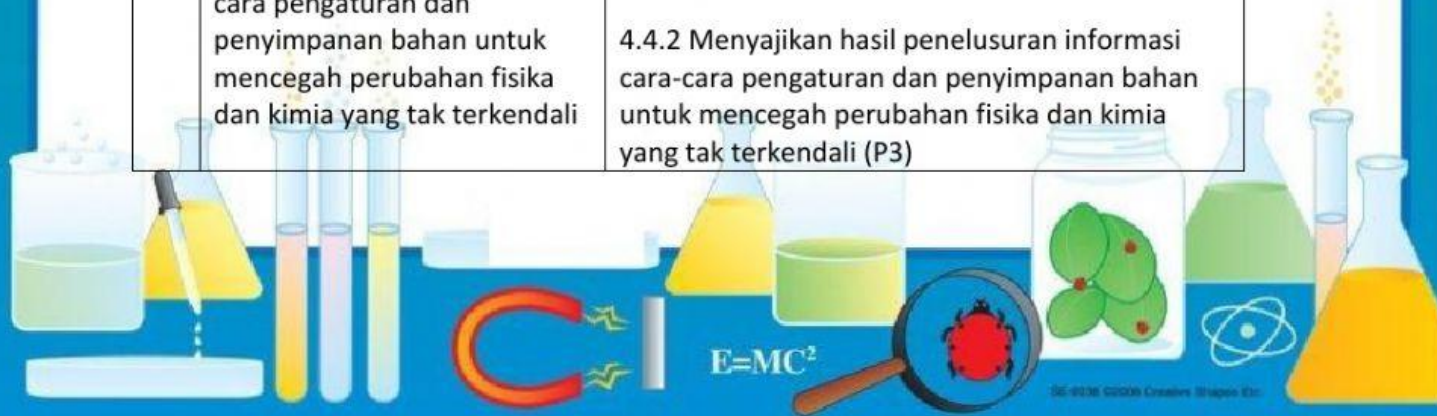 cara pengaturan dan
penyimpanan bahan untuk
mencegah perubahan fisika
dan kimia yang tak terkendali
4.4.2 Menyajikan hasil penelusuran informasi
cara-cara pengaturan dan penyimpanan bahan
untuk mencegah perubahan fisika dan kimia
yang tak terkendali (P3)
E=MC²